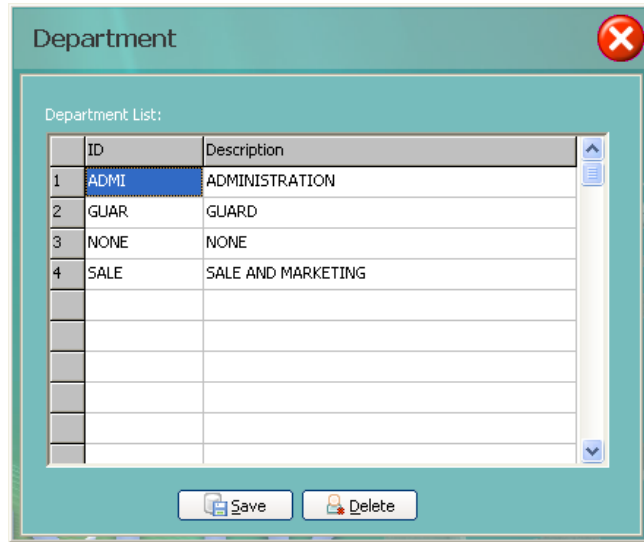 Department
Department List:
ID Description
1 ADMI ADMINISTRATION
2 GUAR GUARD
3 NONE NONE
4 SALE SALE AND MARKETING
Save Delete